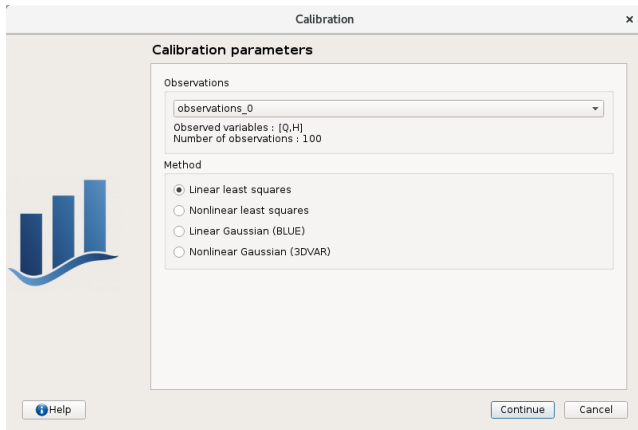 Calibration
Calibration parameters
Observations
observations_0
Observed variables : [Q,H]
Number of observations : 100
Method
Linear least squares
Nonlinear least squares
Linear Gaussian (BLUE)
Nonlinear Gaussian (3DVAR)
Help
Continue
Cancel